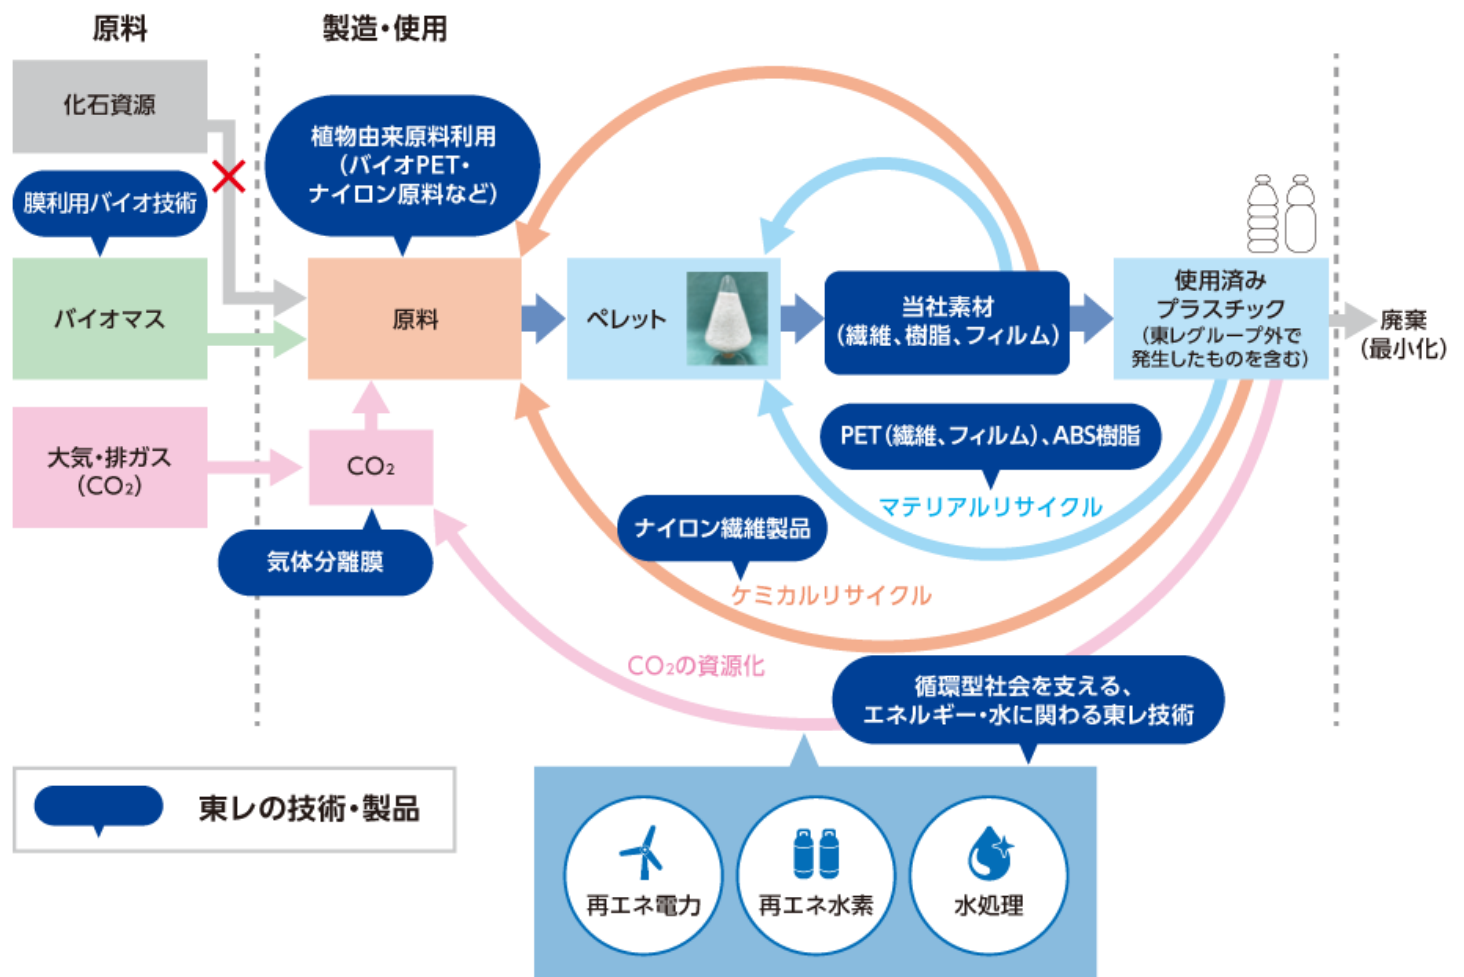 原料
製造・使用
化石資源
膜利用バイオ技術
バイオマス
大気・排ガス
(CO₂)
植物由来原料利用
(バイオPET・
ナイロン原料など)
原料
CO₂
気体分離膜
ペレット
当社素材
(繊維、樹脂、フィルム)
使用済み
プラスチック
(東レグループ外で
発生したものを含む)
廃棄
(最小化)
PET(繊維、フィルム)、ABS樹脂
マテリアルリサイクル
ナイロン繊維製品
ケミカルリサイクル
CO₂の資源化
循環型社会を支える、
エネルギー・水に関わる東レ技術
東レの技術・製品
再エネ電力
再エネ水素
水処理